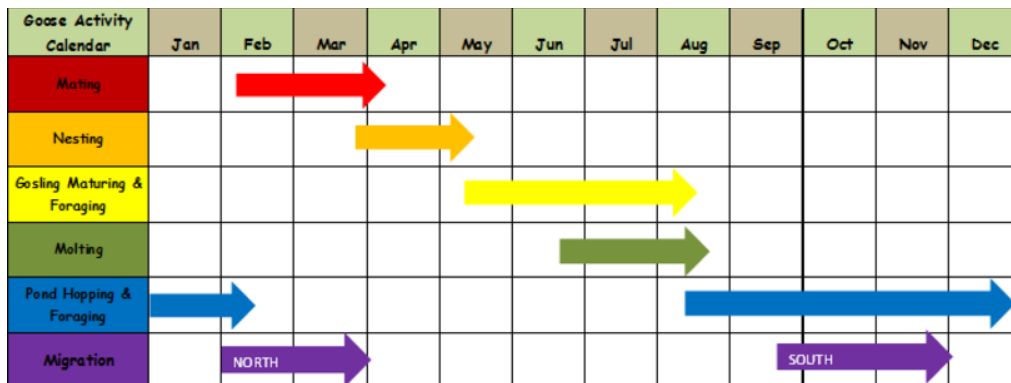 Goose Activity
Calendar
Jan Feb Mar Apr May Jun Jul Aug Sep Oct Nov Dec
Mating
Nesting
Gosling Maturing &
Foraging
Molting
Pond Hopping &
Foraging
Migration NORTH SOUTH